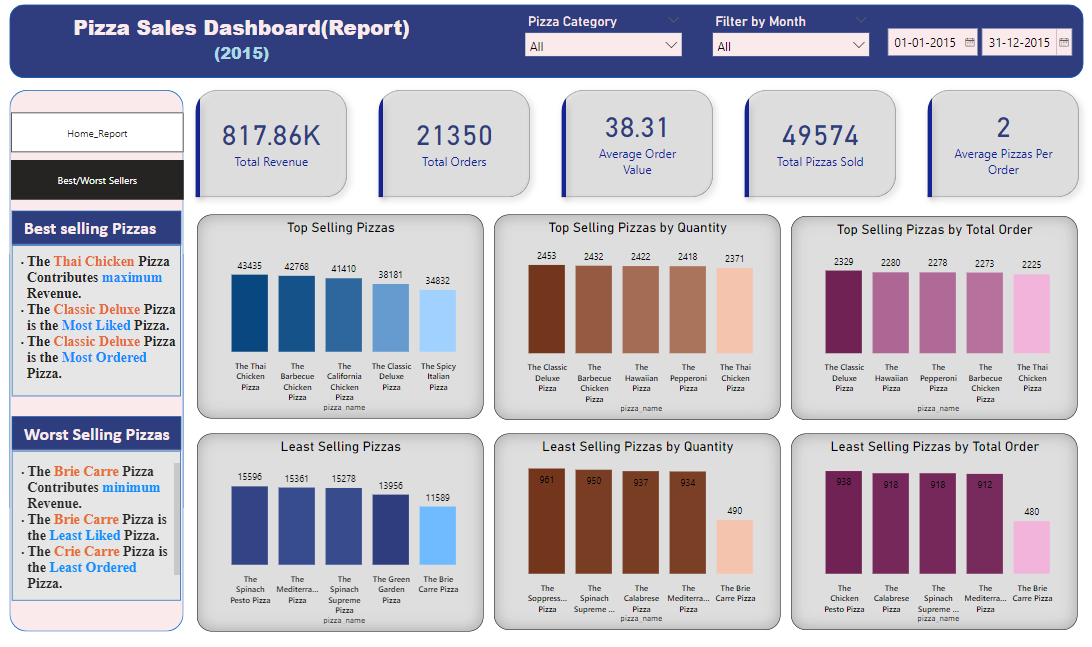 Pizza Sales Dashboard(Report)
(2015)
Pizza Category
All
Filter by Month
All
01-01-2015
31-12-2015
Home_Report
Best/Worst Sellers
Best selling Pizzas
· The Thai Chicken Pizza
Contributes maximum
Revenue.
· The Classic Deluxe Pizza
is the Most Liked Pizza.
· The Classic Deluxe Pizza
is the Most Ordered
Pizza.
Worst Selling Pizzas
· The Brie Carre Pizza
Contributes minimum
Revenue.
· The Brie Carre Pizza is
the Least Liked Pizza.
· The Crie Carre Pizza is
the Least Ordered
Pizza.
817.86K
Total Revenue
21350
Total Orders
38.31
Average Order
Value
49574
Total Pizzas Sold
2
Average Pizzas Per
Order
Top Selling Pizzas
43435 42768 41410 38181 34832
The Thai Chicken Pizza
The Barbecue Chicken Pizza
The California Chicken Pizza
The Classic Deluxe Pizza
The Spicy Italian Pizza
pizza_name
Top Selling Pizzas by Quantity
2453 2432 2422 2418 2371
The Classic Deluxe Pizza
The Barbecue Chicken Pizza
The Hawaiian Pizza
The Pepperoni Pizza
The Thai Chicken Pizza
pizza_name
Top Selling Pizzas by Total Order
2329 2280 2278 2273 2225
The Classic Deluxe Pizza
The Hawaiian Pizza
The Pepperoni Pizza
The Barbecue Chicken Pizza
The Thai Chicken Pizza
pizza_name
Least Selling Pizzas
15596 15361 15278 13956 11589
The Spinach Pesto Pizza
The Mediterra... Pizza
The Spinach Supreme Pizza
The Green Garden Pizza
The Brie Carre Pizza
pizza_name
Least Selling Pizzas by Quantity
961 950 937 934 490
The Soppress... Pizza
The Spinach Supreme ...
The Calabrese Pizza
The Mediterra... Pizza
The Brie Carre Pizza
pizza_name
Least Selling Pizzas by Total Order
938 918 918 912 480
The Chicken Pesto Pizza
The Calabrese Pizza
The Spinach Supreme ...
The Mediterra... Pizza
The Brie Carre Pizza
pizza_name